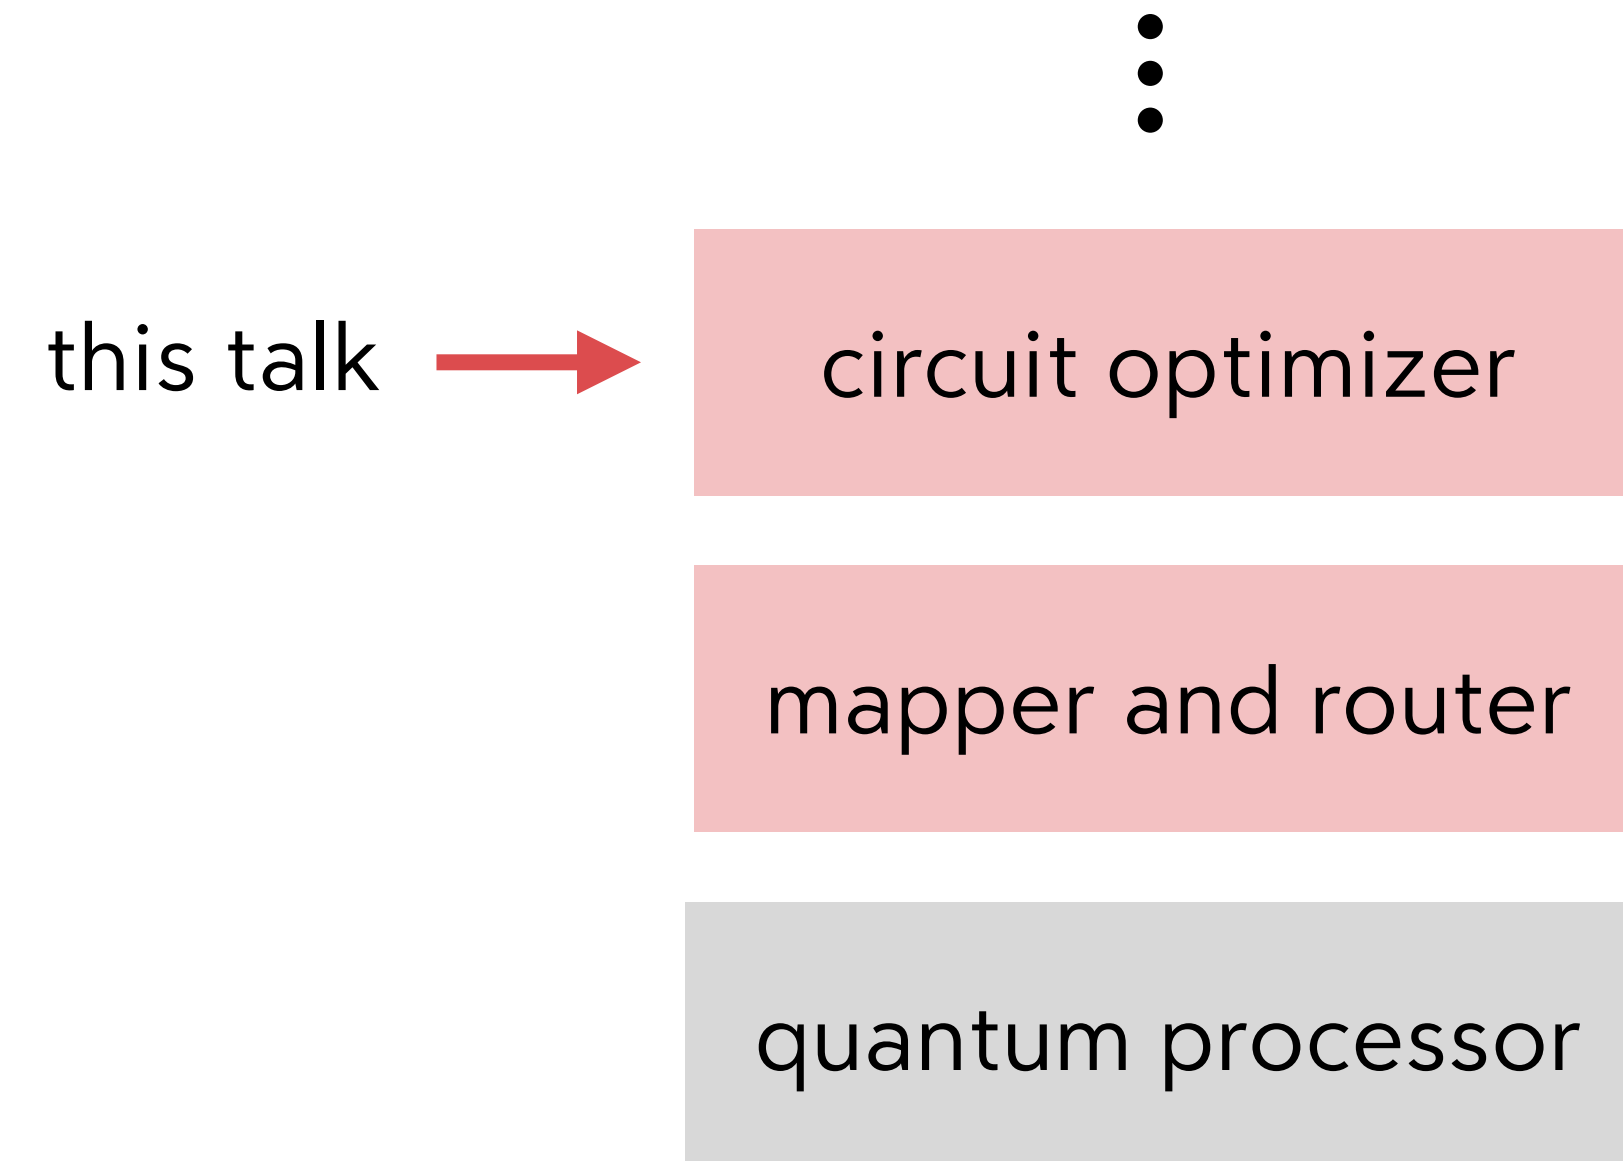 this talk
circuit optimizer
mapper and router
quantum processor